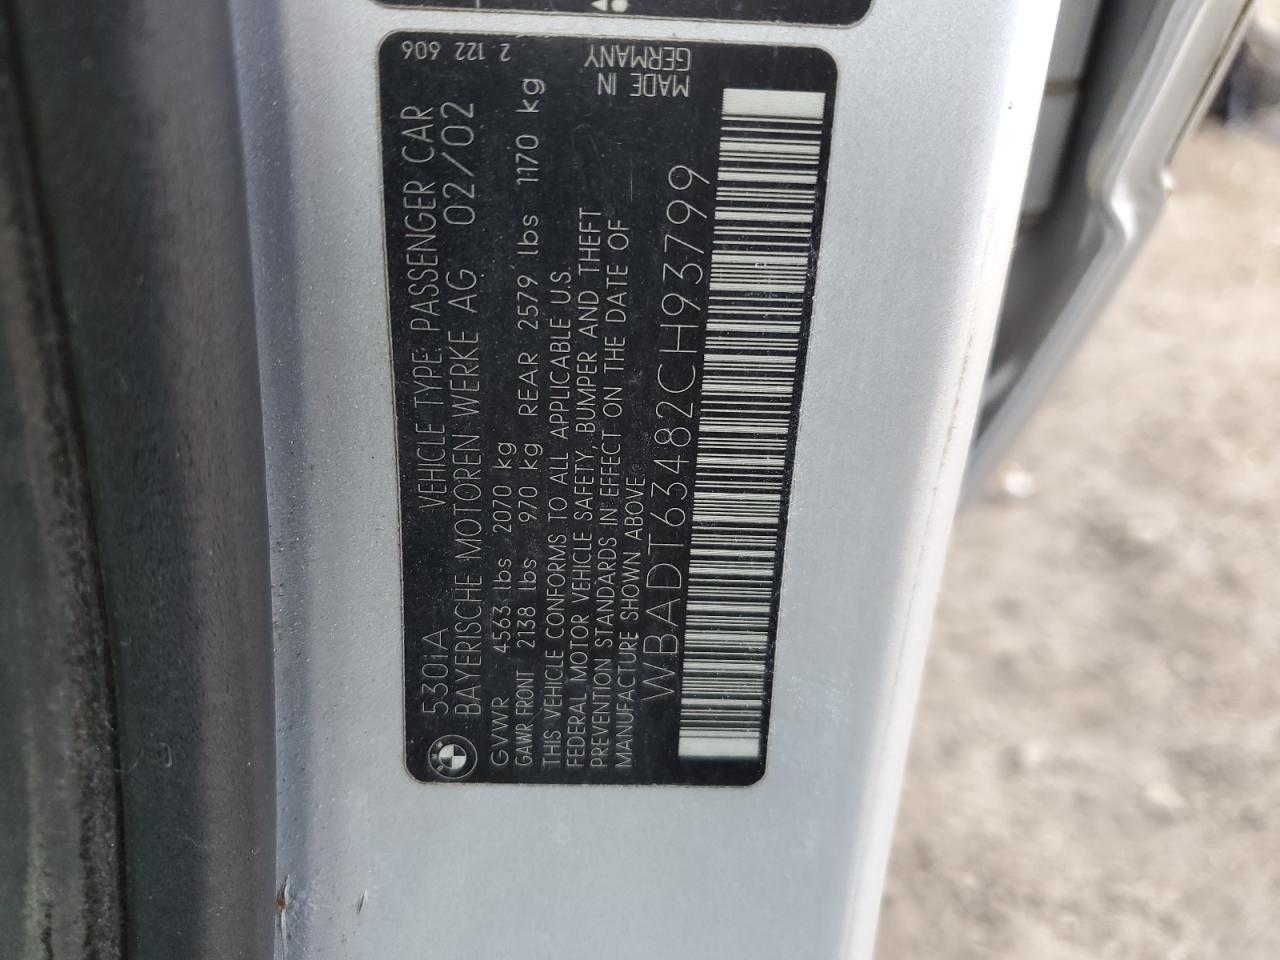 530iA VEHICLE TYPE: PASSENGER CAR
BAYERISCHE MOTOREN WERKE AG 02/02
GVWR 4563 lbs 2070 kg
GAWR FRONT 2138 lbs 970 kg REAR 2579 lbs 1170 kg
THIS VEHICLE CONFORMS TO ALL APPLICABLE U.S.
FEDERAL MOTOR VEHICLE SAFETY, BUMPER AND THEFT
PREVENTION STANDARDS IN EFFECT ON THE DATE OF
MANUFACTURE SHOWN ABOVE.
WBADT63482CH93799
2 122 606
MADE IN
GERMANY